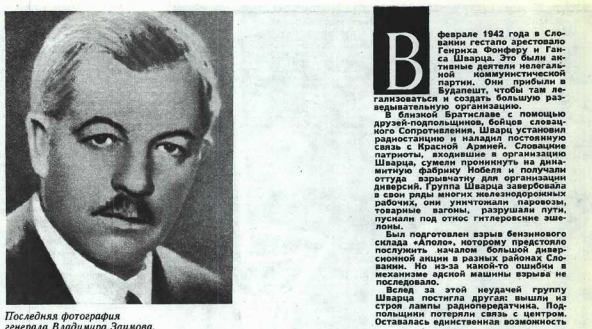 Последняя фотография
генерала Владимира Заимова.
В феврале 1942 года в Сло-
вакии гестапо арестовало
Генриха Фонферу и Ган-
са Шварца. Это были ак-
тивные деятели нелегаль-
ной коммунистической
партии. Они прибыли в
Будапешт, чтобы там ле-
гализоваться и создать большую раз-
ведывательную организацию.
В близкой Братиславе с помощью
друзей-подпольщиков, бойцов словац-
кого Сопротивления, Шварц установил
радиостанцию и наладил постоянную
связь с Красной Армией. Словацкие
патриоты, входившие в организацию
Шварца, сумели проникнуть на дина-
митную фабрику Нобеля и получали
оттуда взрывчатку для организации
диверсий. Группа Шварца завербовала
в свои ряды многих железнодорожных
рабочих, они уничтожали паровозы,
товарные вагоны, разрушали пути,
пускали под откос гитлеровские эше-
лоны.
Был подготовлен взрыв бензинового
склада «Аполо», которому предстояло
послужить началом большой дивер-
сионной акции в разных районах Сло-
вакии. Но из-за какой-то ошибки в
механизме адской машины взрыва не
последовало.
Вслед за этой неудачей группу
Шварца постигла другая: вышли из
строя лампы радиопередатчика. Под-
польщики потеряли связь с центром.
Оставалась единственная возможность